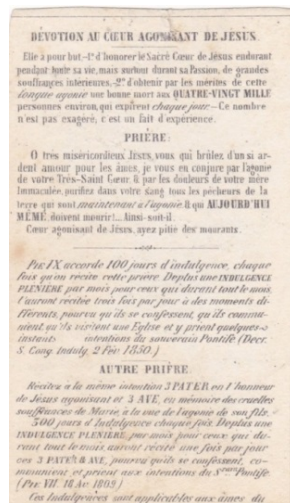 DÉVOTION AU CŒUR AGONISANT DE JÉSUS
Elle a pour but -1.º d'honorer le Sacré Cœur de Jésus endurant
pendant toute sa vie, mais surtout durant sa Passion, de grandes
souffrances intérieures. -2.º d'obtenir par les mérites de cette
longue agonie une bonne mort aux QUATRE-VINGT MILLE
personnes environ, qui expirent chaque jour. - Ce nombre
n'est pas exagéré, c'est un fait d'expérience.
PRIÈRE:
O très miséricordieux Jésus, vous qui brûlez d'un si ar-
dent amour pour les âmes, je vous en conjure par l'agonie
de votre Très-Saint Cœur & par les douleurs de votre mère
Immaculée, purifiez dans votre sang tous les pécheurs de la
terre qui sont maintenant à l'agonie & qui AUJOURD'HUI
MÊME doivent mourir!... Ainsi-soit-il.
Cœur agonisant de Jésus, ayez pitié des mourants.
PIE IX accorde 100 jours d'indulgence, chaque
fois qu'on récite cette prière. De plus une INDULGENCE
PLENIÈRE par mois pour ceux qui durant tout le mois,
l'auront récitée trois fois par jour à des moments dif-
férents, pourvu qu'ils se confessent, qu'ils commu-
nient qu'ils visitent une Eglise et y prient quelques
instants intentions du souverain Pontife (Decr.
S. Cong. Indulg. 2 Fév. 1850.)
AUTRE PRIÈRE
Récitez à la même intention 3 PATER en l'honneur
de Jésus agonisant et 3 AVE, en mémoire des cruelles
souffrances de Marie, à la vue de l'agonie de son fils.
300 jours d'Indulgence chaque fois. De plus une
INDULGENCE PLENIÈRE, par mois pour ceux qui du-
rant tout le mois auront récité une fois par jour
ces 3 PATER & AVE, pourvu qu'ils se confessent, co-
mmunient et prient aux intentions du S. Pontife.
(Pie VII. 18 Av. 1809.)
Ces Indulgences sont applicables aux âmes du